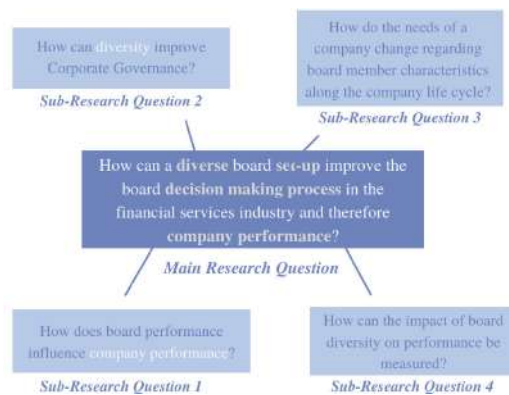 How can diversity improve
Corporate Governance?
Sub-Research Question 2
How do the needs of a
company change regarding
board member characteristics
along the company life cycle?
Sub-Research Question 3
How can a diverse board set-up improve the
board decision making process in the
financial services industry and therefore
company performance?
Main Research Question
How does board performance
influence company performance?
Sub-Research Question 1
How can the impact of board
diversity on performance be
measured?
Sub-Research Question 4